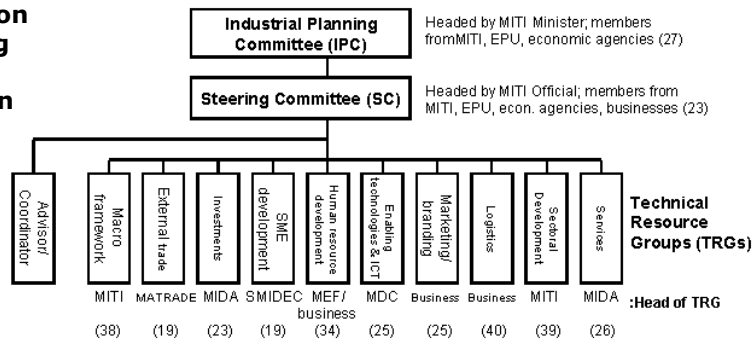 on
g
n
Industrial Planning
Committee (IPC)
Headed by MITI Minister; members
fromMITI, EPU, economic agencies (27)
Steering Committee (SC)
Headed by MITI Official; members from
MITI, EPU, econ. agencies, businesses (23)
Advisor/
Coordinator
Macro
framework
External trade
Investments
SME
development
Human resource
development
Enabling
technologies & ICT
Marketing/
branding
Logistics
Sectoral
Development
Services
Technical
Resource
Groups (TRGs)
MITI MATRADE MIDA SMIDEC MEF/
business MDC Business Business MITI MIDA :Head of TRG
(38) (19) (23) (19) (34) (25) (25) (40) (39) (26)